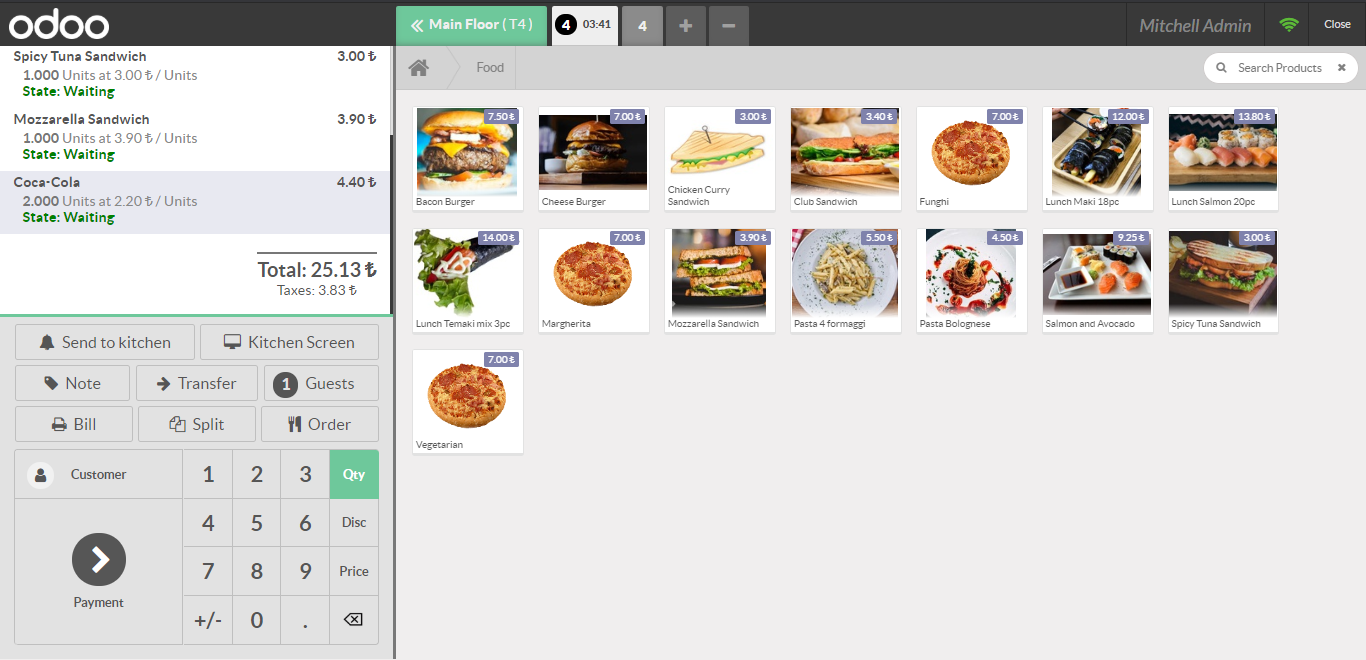 odoo
Main Floor ( T4 )
4 03:41
4
Mitchell Admin
Close
Spicy Tuna Sandwich 3.00 ₺
1.000 Units at 3.00 ₺ / Units
State: Waiting
Mozzarella Sandwich 3.90 ₺
1.000 Units at 3.90 ₺ / Units
State: Waiting
Coca-Cola 4.40 ₺
2.000 Units at 2.20 ₺ / Units
State: Waiting
Total: 25.13 ₺
Taxes: 3.83 ₺
Send to kitchen
Kitchen Screen
Note
Transfer
1 Guests
Bill
Split
Order
Customer
Payment
1 2 3 Qty
4 5 6 Disc
7 8 9 Price
+/- 0 .
Food
Search Products
7.50 ₺
Bacon Burger
7.00 ₺
Cheese Burger
3.00 ₺
Chicken Curry
Sandwich
3.40 ₺
Club Sandwich
7.00 ₺
Funghi
12.00 ₺
Lunch Maki 18pc
13.80 ₺
Lunch Salmon 20pc
14.00 ₺
Lunch Temaki mix 3pc
7.00 ₺
Margherita
3.90 ₺
Mozzarella Sandwich
5.50 ₺
Pasta 4 formaggi
4.50 ₺
Pasta Bolognese
9.25 ₺
Salmon and Avocado
3.00 ₺
Spicy Tuna Sandwich
7.00 ₺
Vegetarian